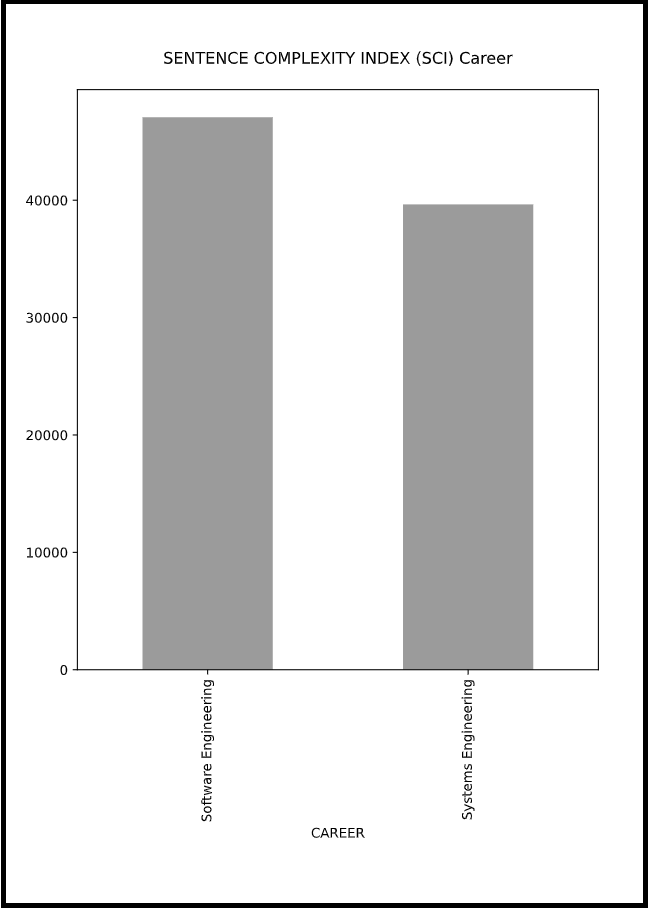 SENTENCE COMPLEXITY INDEX (SCI) Career
40000
30000
20000
10000
0
Software Engineering
Systems Engineering
CAREER